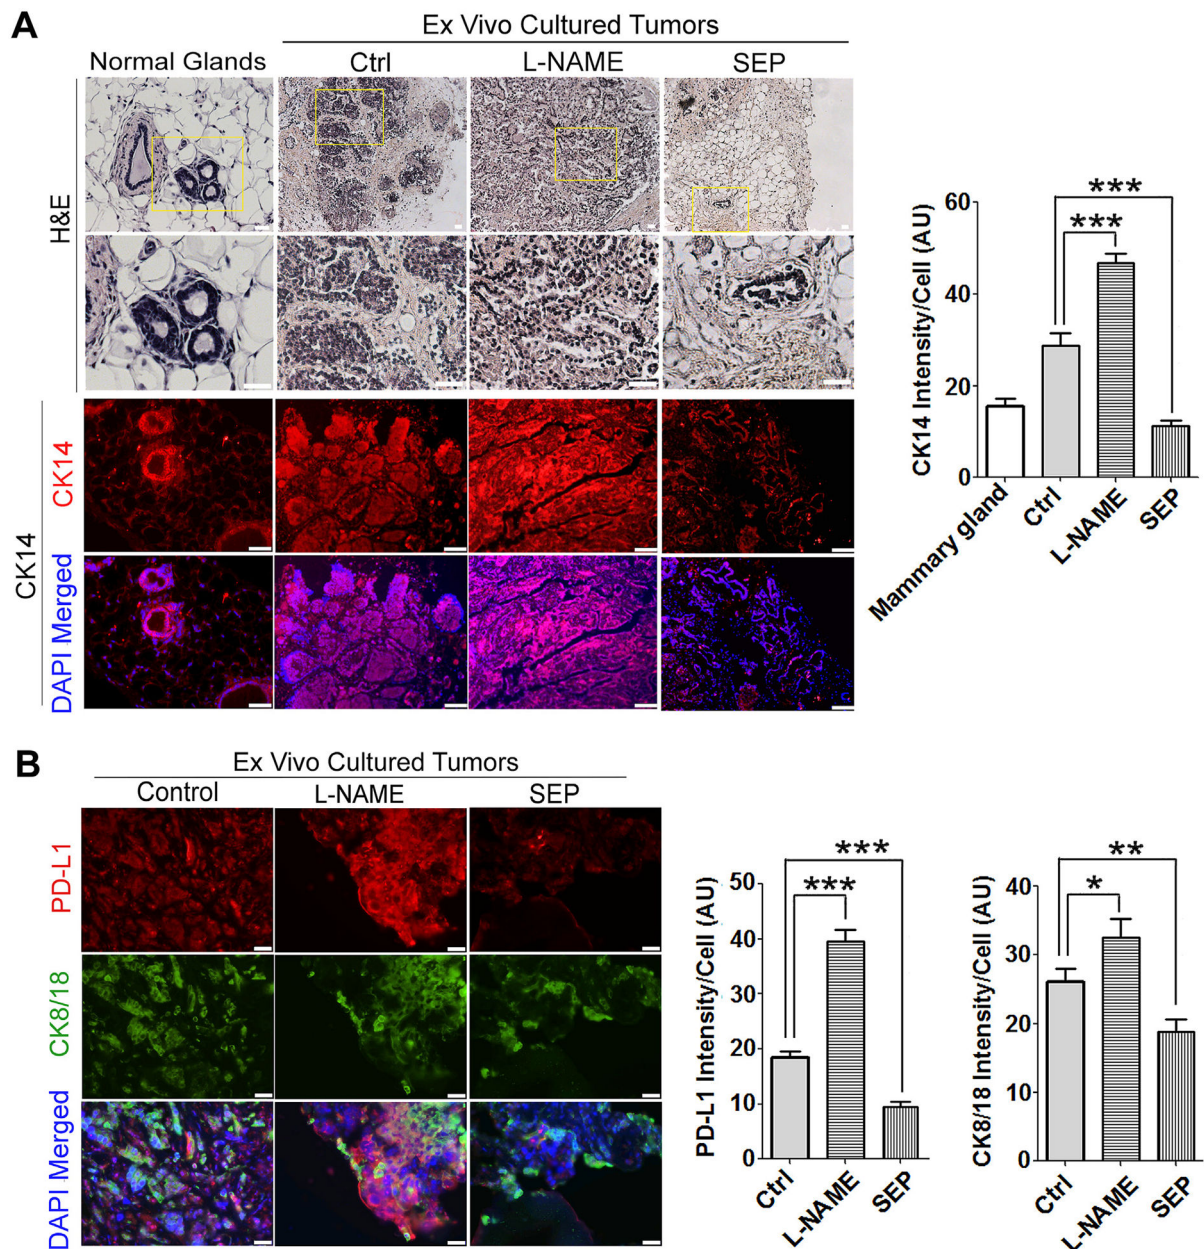 A
Ex Vivo Cultured Tumors
Normal Glands
Ctrl
L-NAME
SEP
H&E
CK14
CK14
DAPI Merged
CK14 Intensity/Cell (AU)
60
40
20
0
***
***
Mammary gland
Ctrl
L-NAME
SEP
B
Ex Vivo Cultured Tumors
Control
L-NAME
SEP
PD-L1
CK8/18
DAPI Merged
PD-L1 Intensity/Cell (AU)
50
40
30
20
10
0
***
***
Ctrl
L-NAME
SEP
CK8/18 Intensity/Cell (AU)
40
30
20
10
0
**
*
Ctrl
L-NAME
SEP